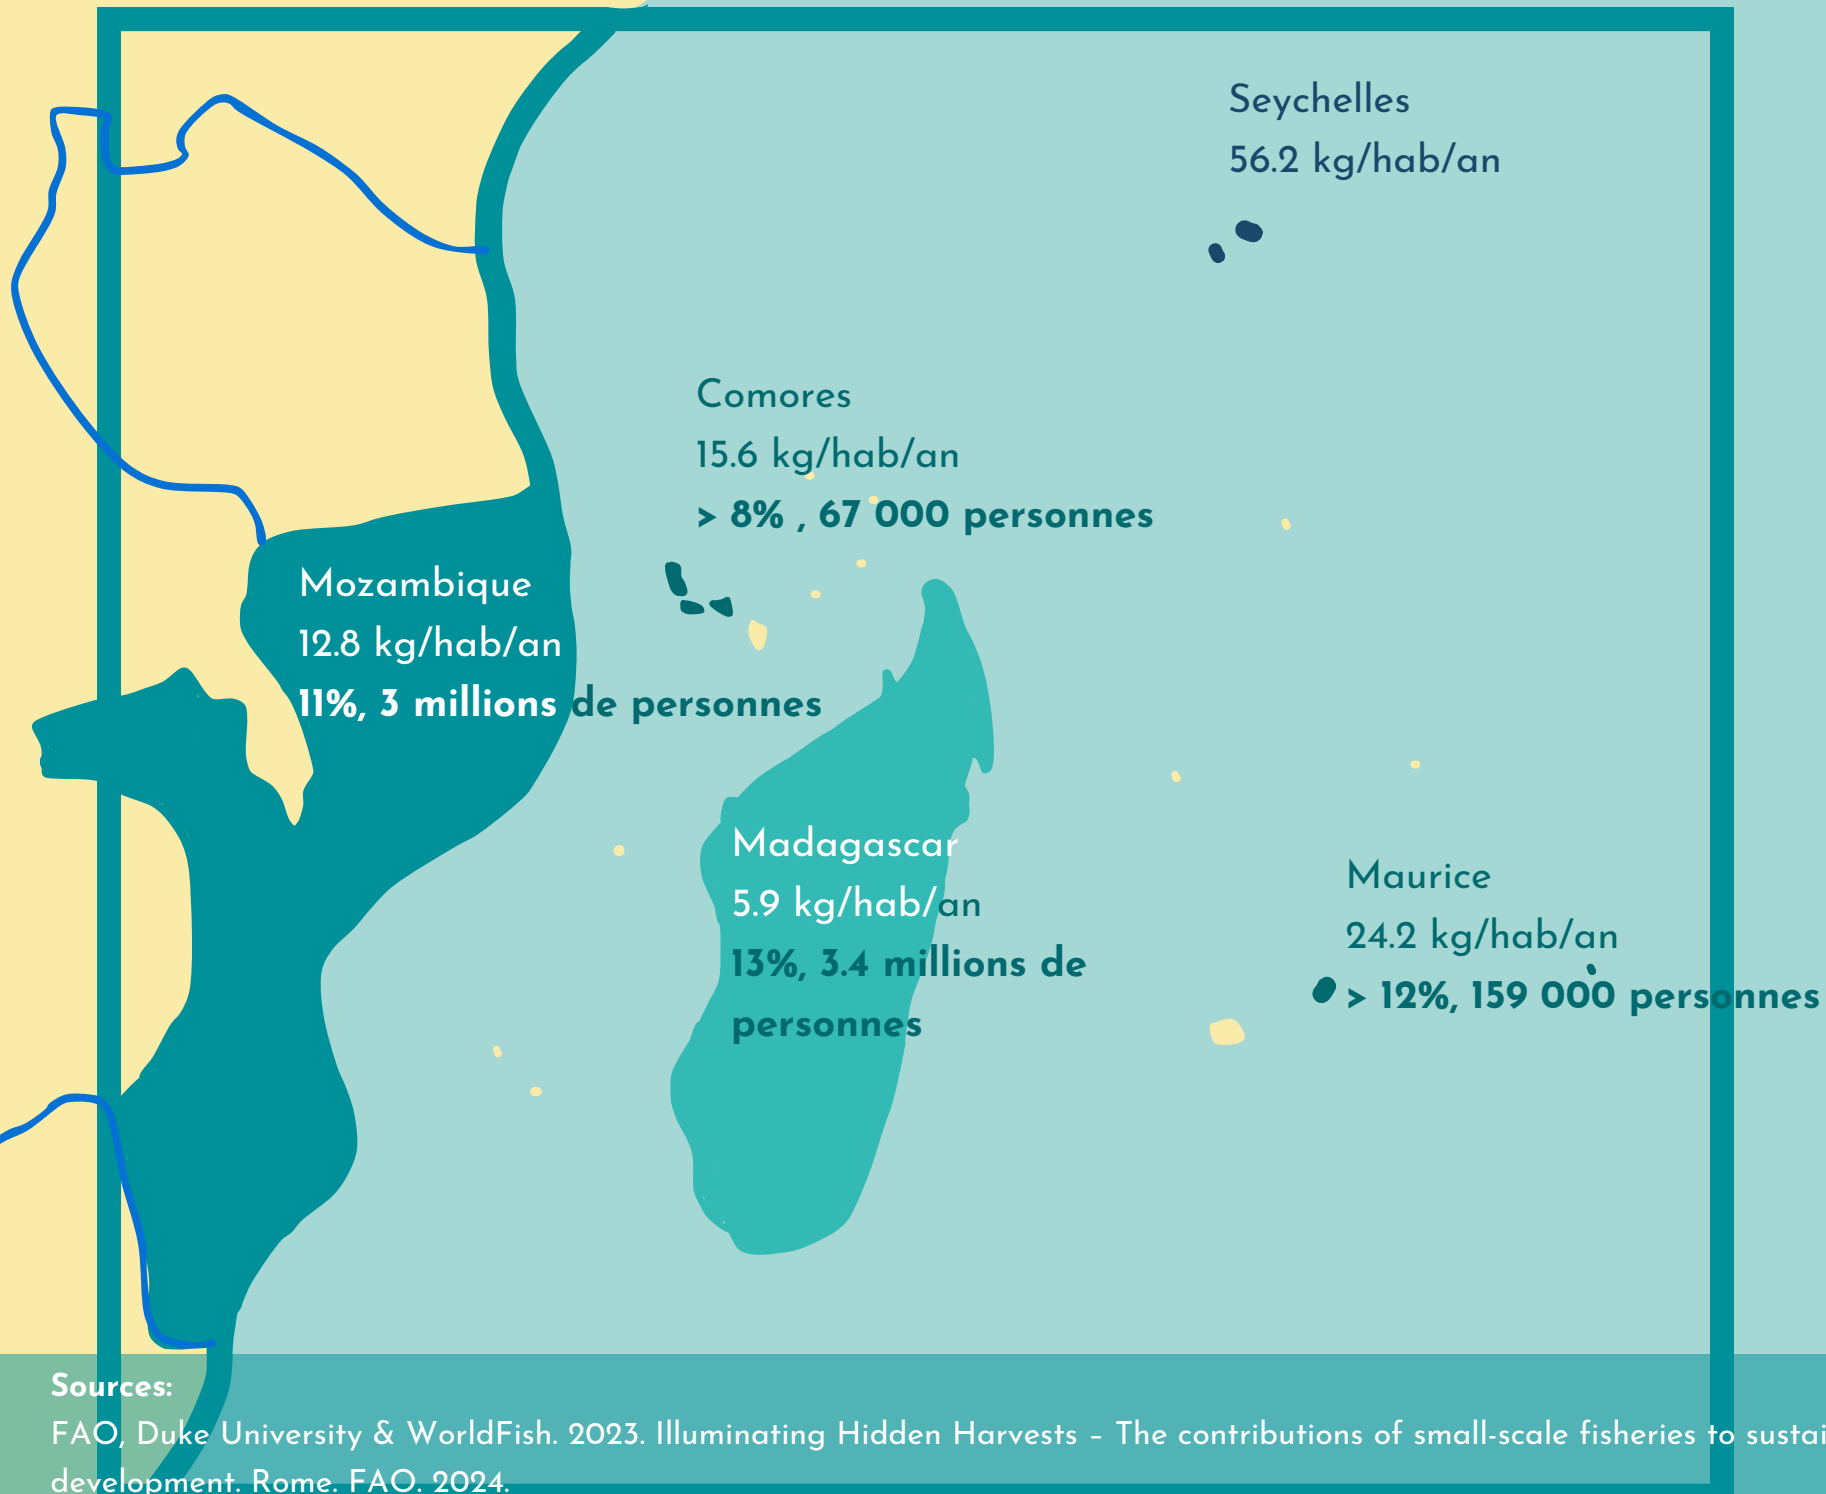 Seychelles
56.2 kg/hab/an
Comores
15.6 kg/hab/an
> 8% , 67 000 personnes
Mozambique
12.8 kg/hab/an
11%, 3 millions de personnes
Madagascar
5.9 kg/hab/an
13%, 3.4 millions de
personnes
Maurice
24.2 kg/hab/an
> 12%, 159 000 personnes
Sources:
FAO, Duke University & WorldFish. 2023. Illuminating Hidden Harvests – The contributions of small-scale fisheries to
development. Rome. FAO. 2024.